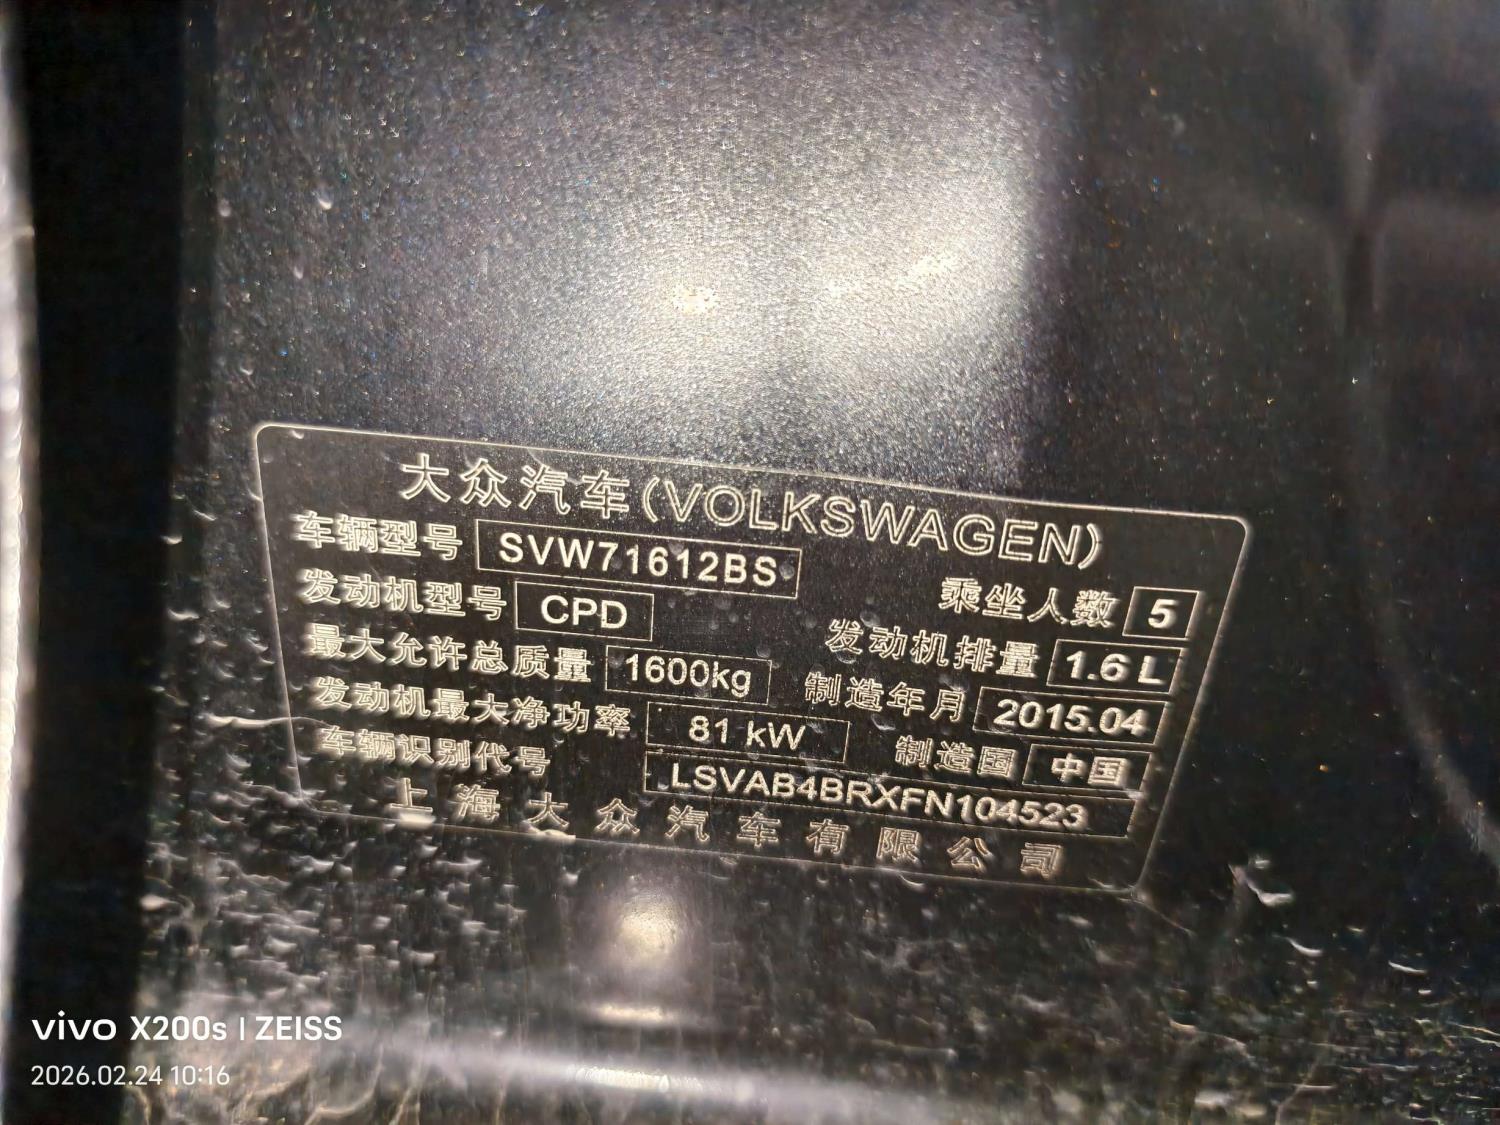 大众汽车(VOLKSWAGEN)
车辆型号 SVW71612BS 乘坐人数 5
发动机型号 CPD 发动机排量 1.6 L
最大允许总质量 1600kg 制造年月 2015.04
发动机最大净功率 81 kW 制造国 中国
车辆识别代号 LSVAB4BRXFN104523
上海大众汽车有限公司
vivo X200s | ZEISS
2026.02.24 10:16